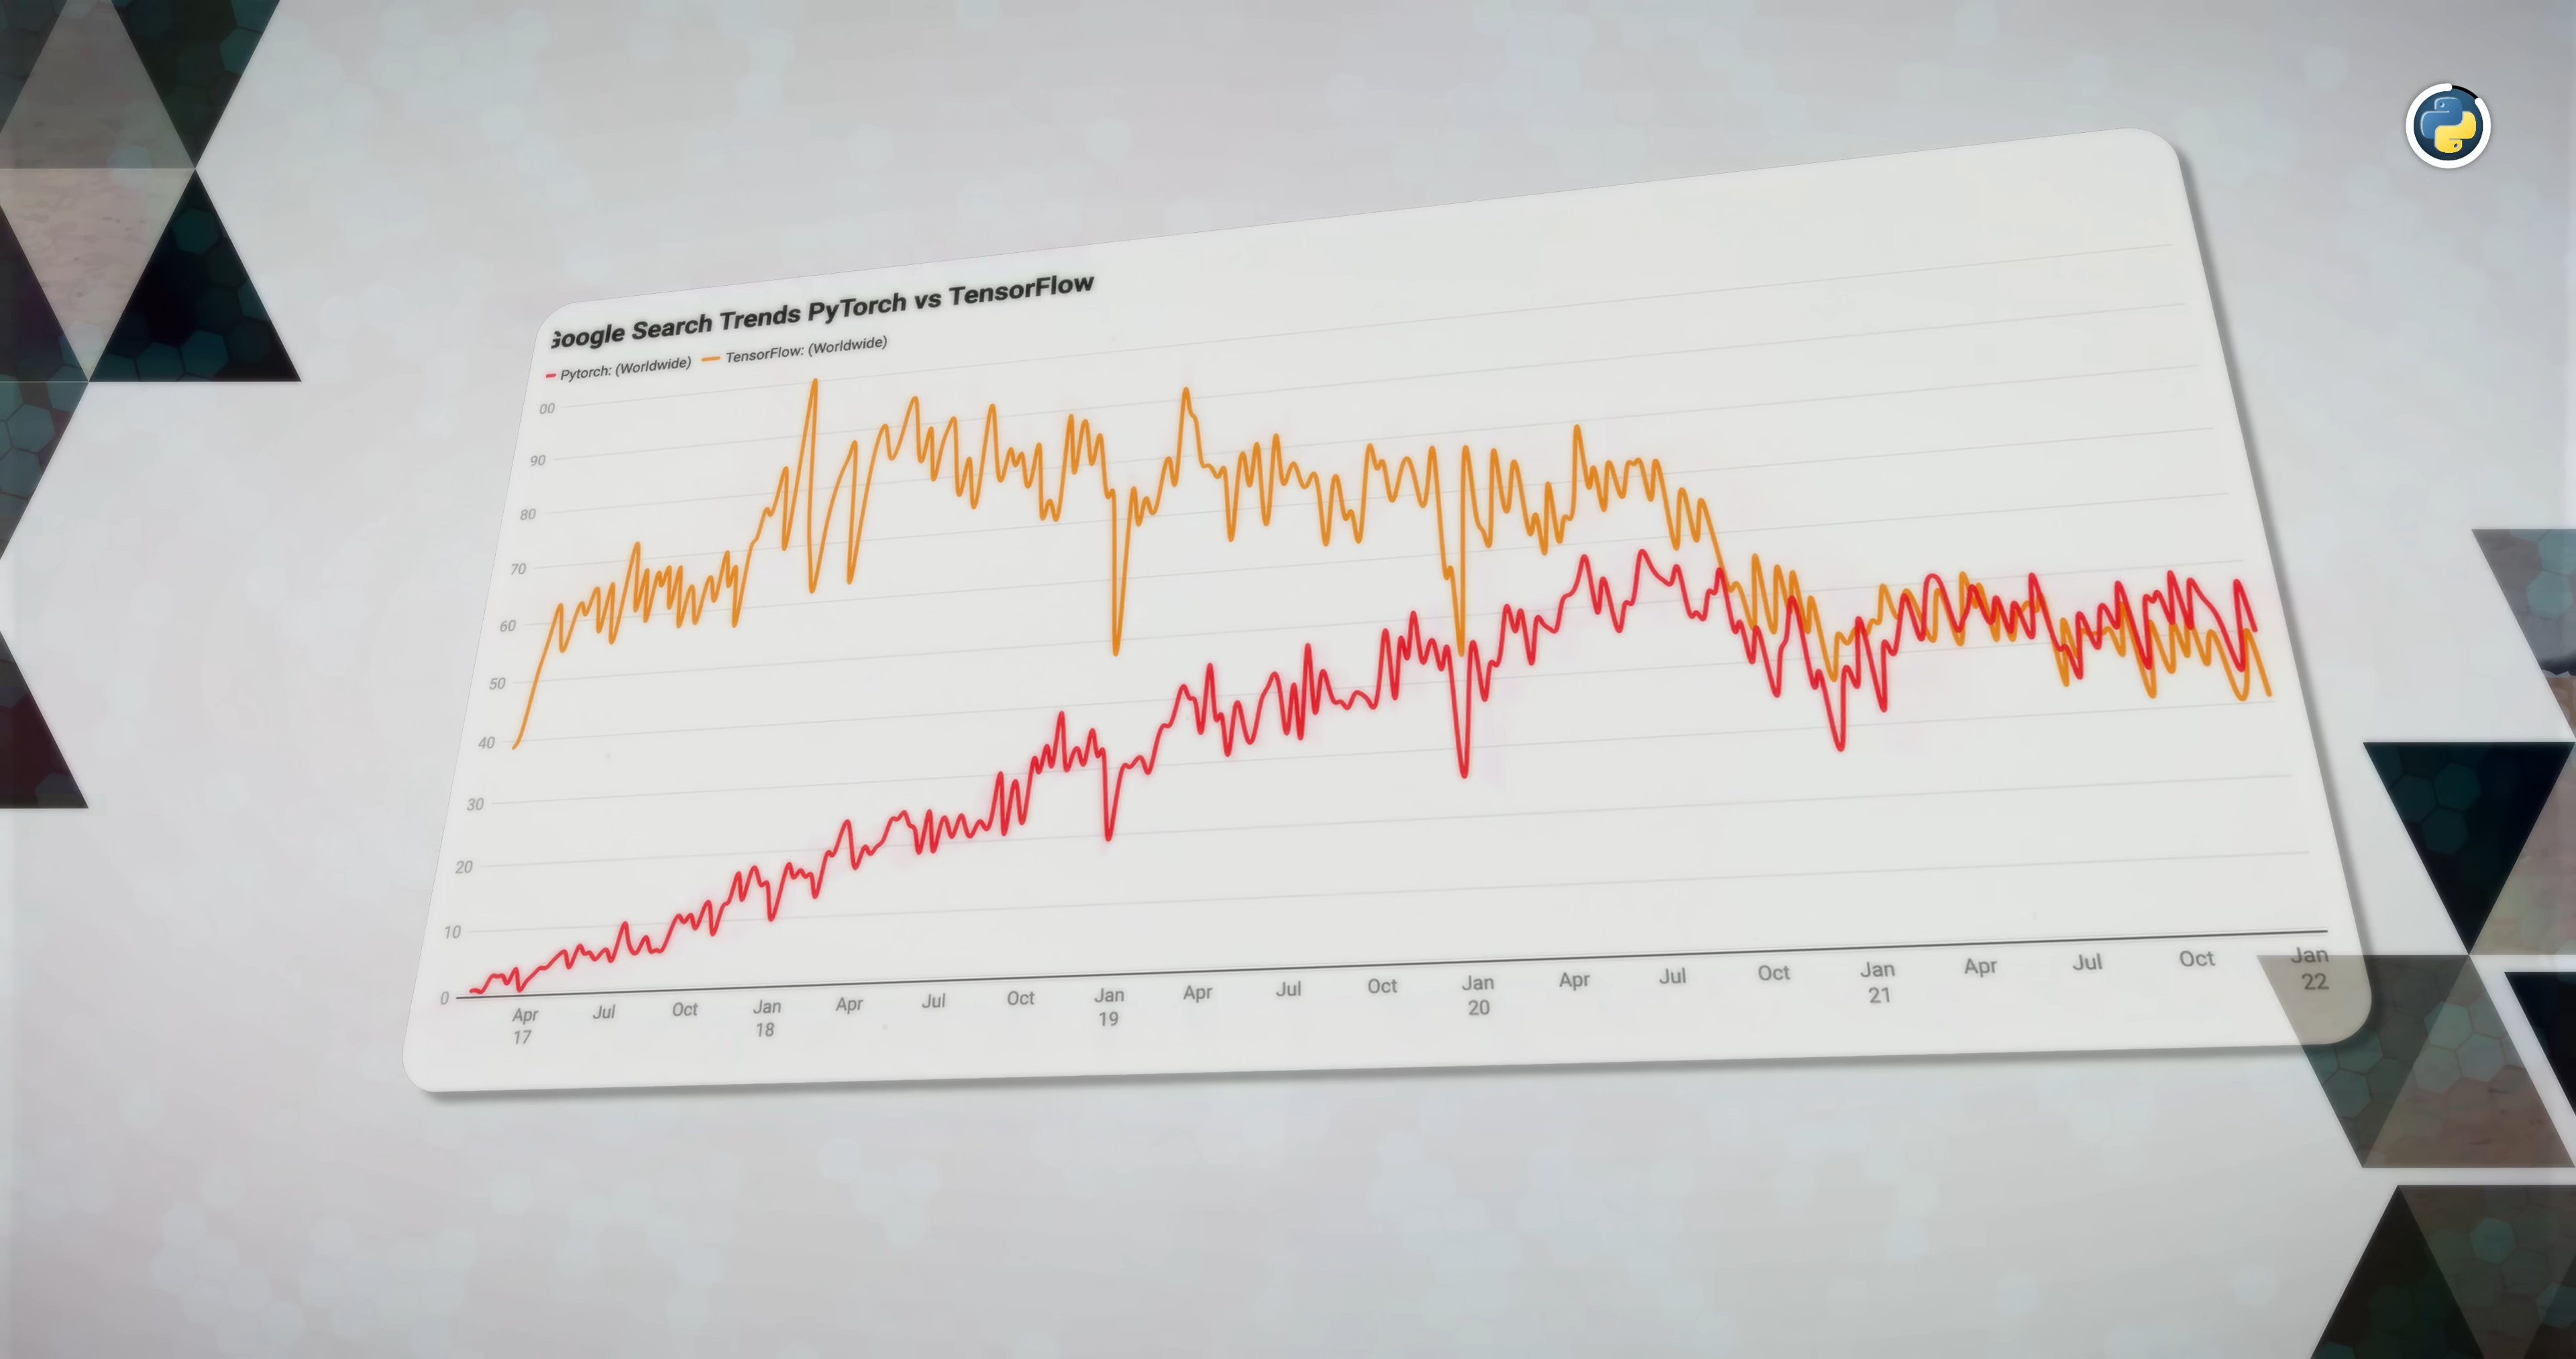 Google Search Trends PyTorch vs TensorFlow
Pytorch: (Worldwide) TensorFlow: (Worldwide)
00
90
80
70
60
50
40
30
20
10
0
Apr Jul Oct Jan Apr Jul Oct Jan Apr Jul Oct Jan Apr Jul Oct Jan Apr Jul Oct Jan
17 18 19 20 21 22